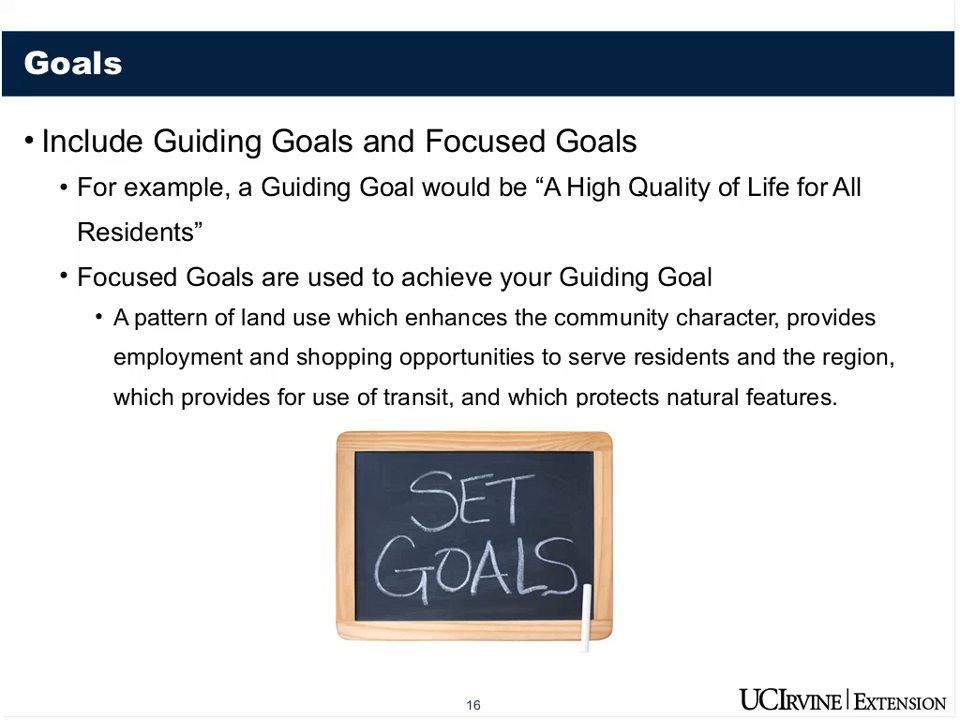 Goals
• Include Guiding Goals and Focused Goals
• For example, a Guiding Goal would be “A High Quality of Life for All
Residents”
• Focused Goals are used to achieve your Guiding Goal
• A pattern of land use which enhances the community character, provides
employment and shopping opportunities to serve residents and the region,
which provides for use of transit, and which protects natural features.
SET
GOALS
16
UCIRVINE | EXTENSION